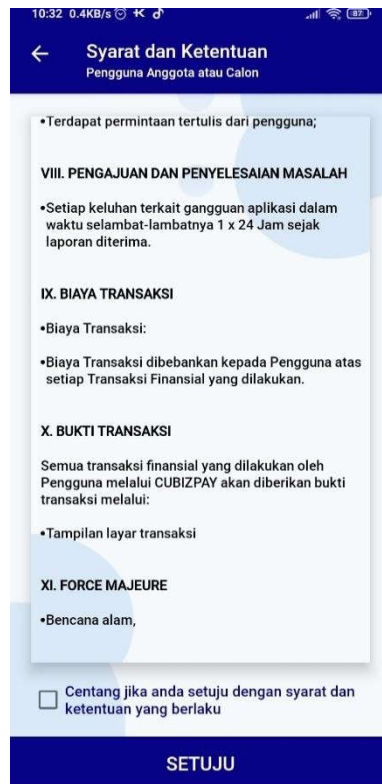 10:32 0.4KB/s
87
Syarat dan Ketentuan
Pengguna Anggota atau Calon
•Terdapat permintaan tertulis dari pengguna;
VIII. PENGAJUAN DAN PENYELESAIAN MASALAH
•Setiap keluhan terkait gangguan aplikasi dalam
waktu selambat-lambatnya 1 x 24 Jam sejak
laporan diterima.
IX. BIAYA TRANSAKSI
•Biaya Transaksi:
•Biaya Transaksi dibebankan kepada Pengguna atas
setiap Transaksi Finansial yang dilakukan.
X. BUKTI TRANSAKSI
Semua transaksi finansial yang dilakukan oleh
Pengguna melalui CUBIZPAY akan diberikan bukti
transaksi melalui:
•Tampilan layar transaksi
XI. FORCE MAJEURE
•Bencana alam,
Centang jika anda setuju dengan syarat dan
ketentuan yang berlaku
SETUJU